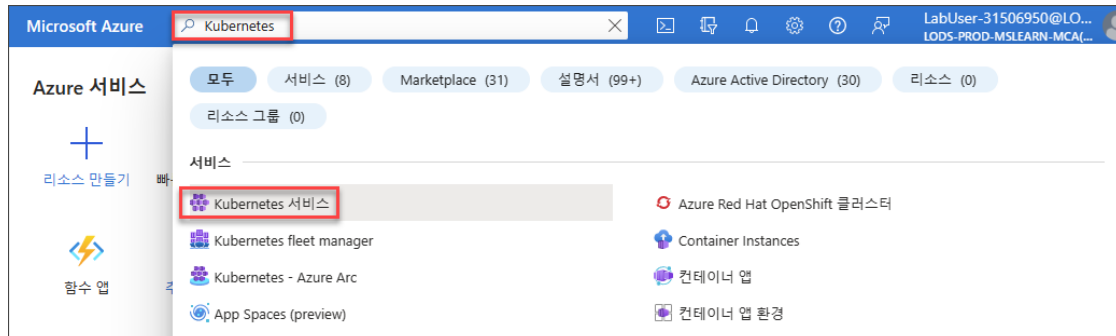 Microsoft Azure
Kubernetes
LabUser-31506950@LO...
LODS-PROD-MSLEARN-MCA(...
Azure 서비스
모두 서비스 (8) Marketplace (31) 설명서 (99+) Azure Active Directory (30) 리소스 (0)
리소스 그룹 (0)
서비스
리소스 만들기
Kubernetes 서비스 Azure Red Hat OpenShift 클러스터
Kubernetes fleet manager Container Instances
Kubernetes - Azure Arc 컨테이너 앱
함수 앱
App Spaces (preview) 컨테이너 앱 환경